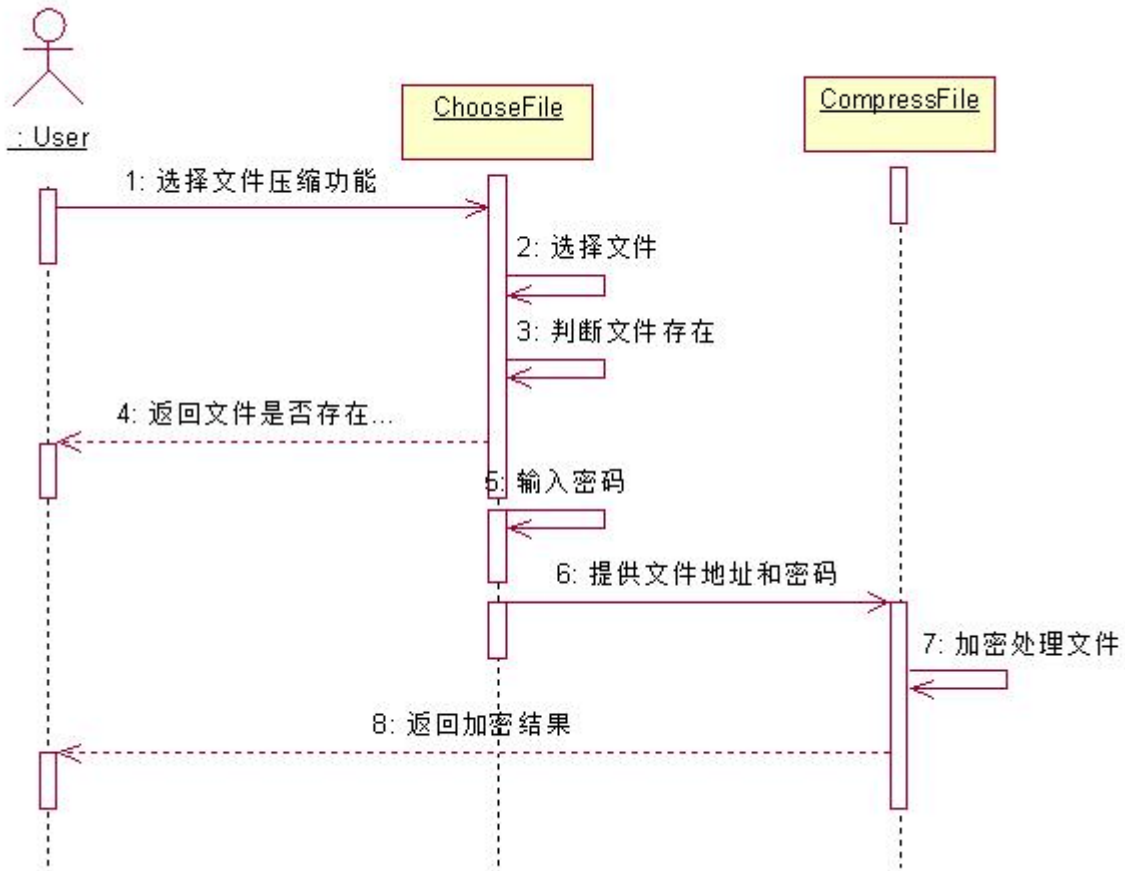 : User
ChooseFile
CompressFile
1: 选择文件压缩功能
2: 选择文件
3: 判断文件存在
4: 返回文件是否存在...
5: 输入密码
6: 提供文件地址和密码
7: 加密处理文件
8: 返回加密结果